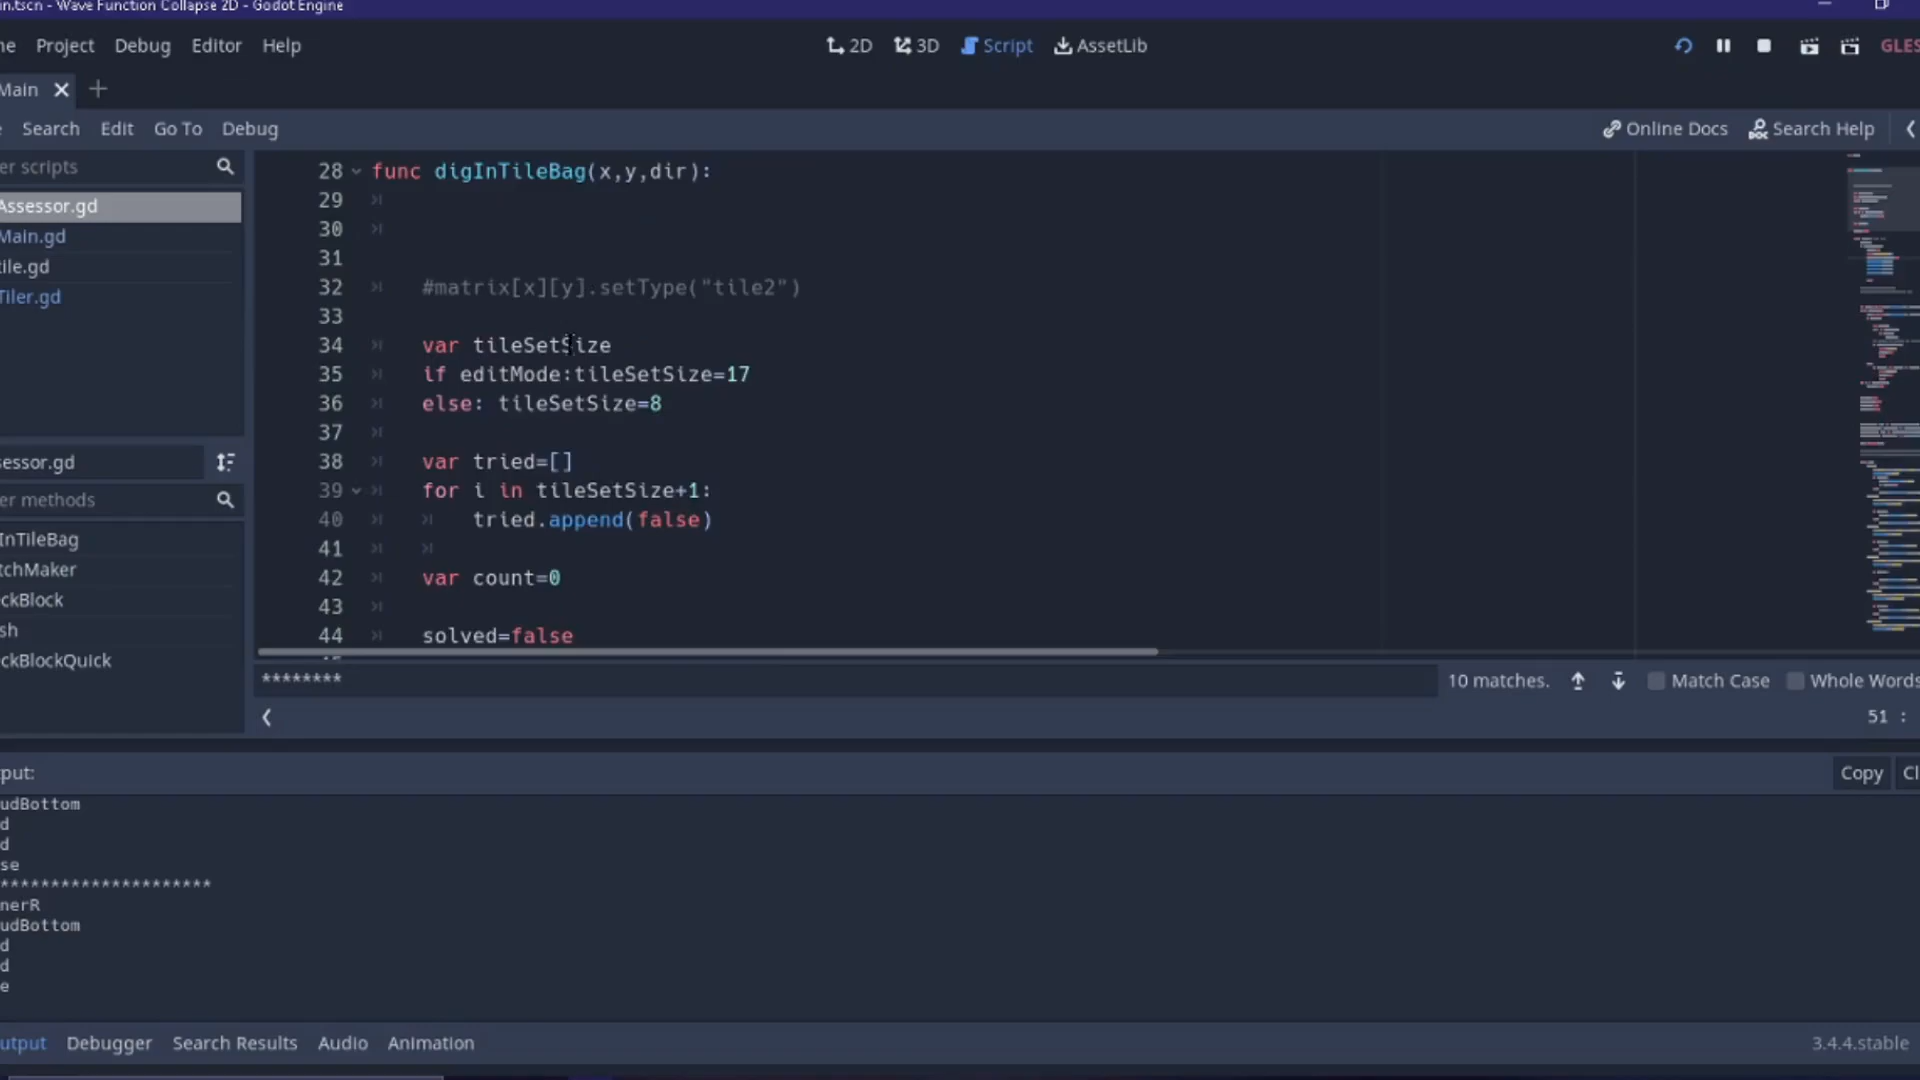 in.tscn - Wave Function Collapse 2D - Godot Engine
ne Project Debug Editor Help
2D 3D Script AssetLib
GLES
Main
Search Edit Go To Debug
Online Docs Search Help
er scripts
Assessor.gd
Main.gd
tile.gd
Tiler.gd
sessor.gd
er methods
InTileBag
tchMaker
ckBlock
sh
ckBlockQuick
28 func digInTileBag(x,y,dir):
29
30
31
32 #matrix[x][y].setType("tile2")
33
34 var tileSetSize
35 if editMode:tileSetSize=17
36 else: tileSetSize=8
37
38 var tried=[]
39 for i in tileSetSize+1:
40 tried.append(false)
41
42 var count=0
43
44 solved=false
********
10 matches. Match Case Whole Words
51 :
put:
Copy Cl
udBottom
d
d
se
**********************
nerR
udBottom
d
d
e
utput Debugger Search Results Audio Animation
3.4.4.stable